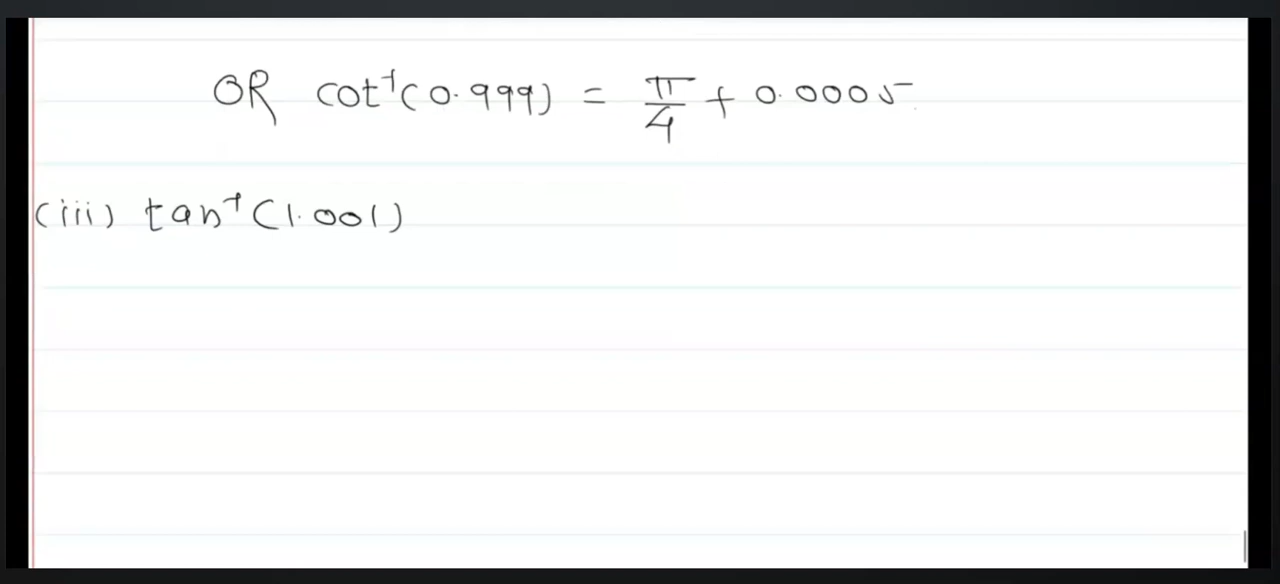 OR cot⁻¹(0.999) = π/4 + 0.0005
(iii) tan⁻¹(1.001)